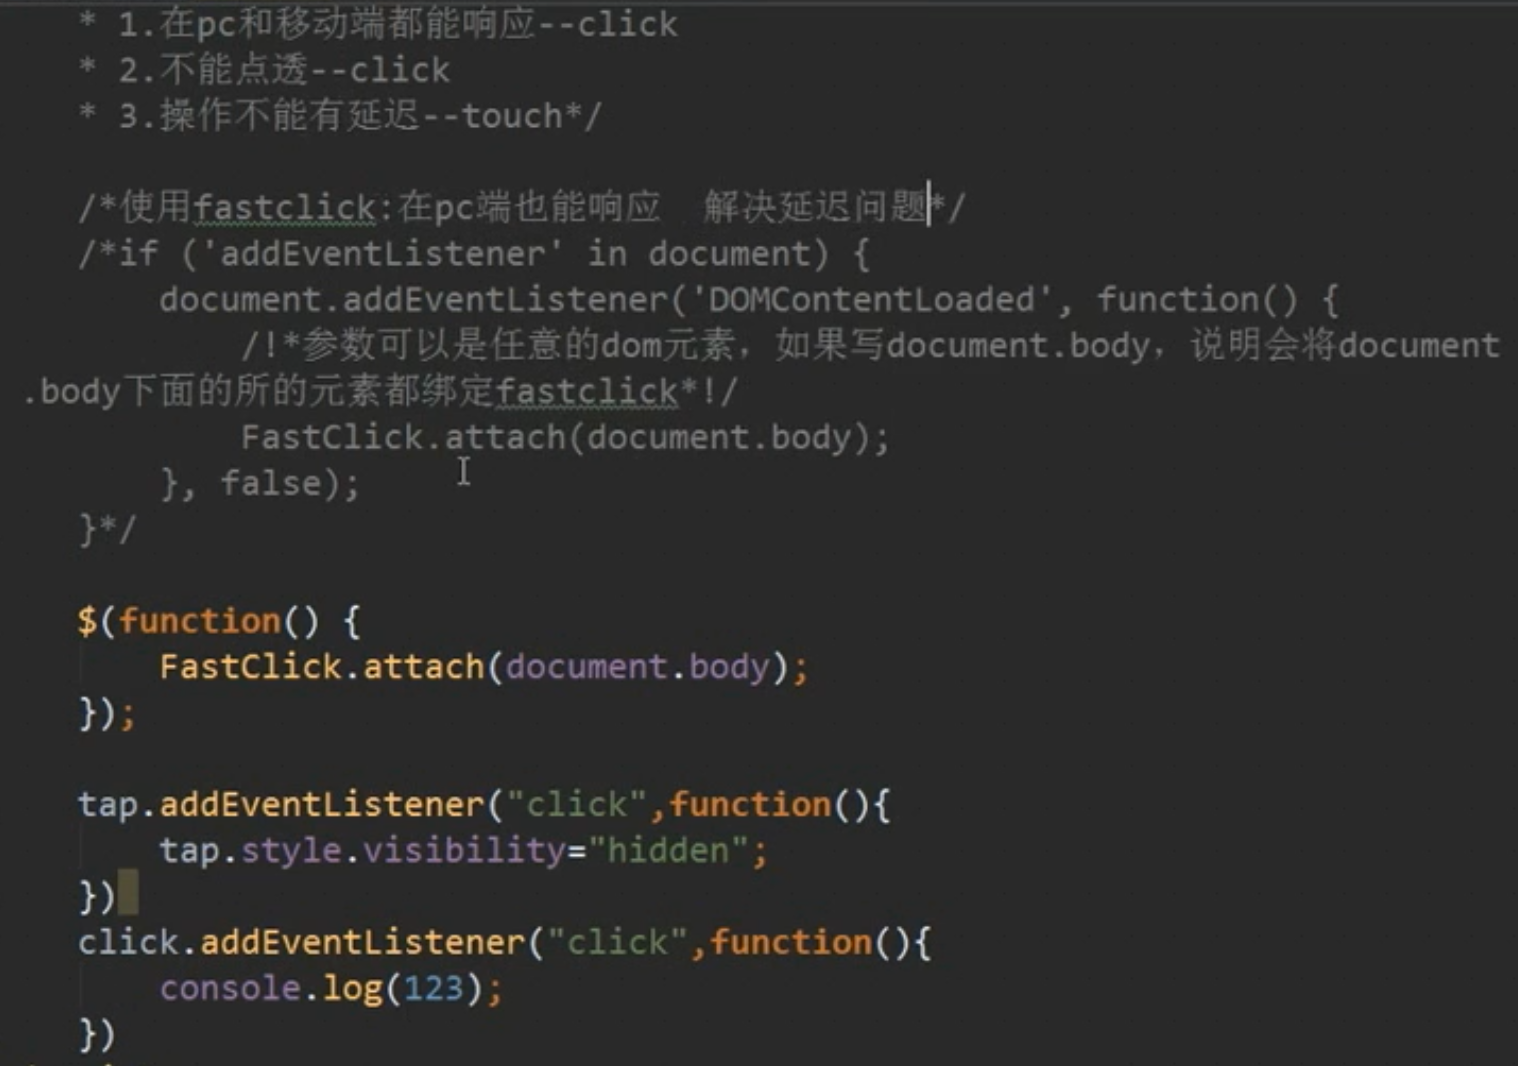 * 1.在pc和移动端都能响应--click
* 2.不能点透--click
* 3.操作不能有延迟--touch*/
/*使用fastclick:在pc端也能响应  解决延迟问题*/
/*if ('addEventListener' in document) {
document.addEventListener('DOMContentLoaded', function() {
/!*参数可以是任意的dom元素，如果写document.body，说明会将document
.body下面的所的元素都绑定fastclick*!/
FastClick.attach(document.body);
}, false);
}*/
$(function() {
FastClick.attach(document.body);
});
tap.addEventListener("click",function(){
tap.style.visibility="hidden";
})
click.addEventListener("click",function(){
console.log(123);
})